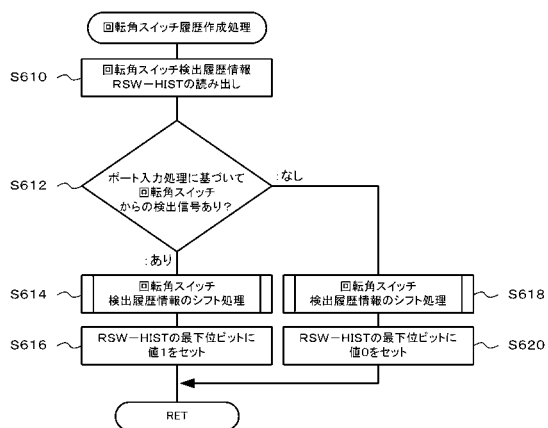 回転角スイッチ履歴作成処理
S610
回転角スイッチ検出履歴情報
RSW-HISTの読み出し
S612
ポート入力処理に基づいて
回転角スイッチ
からの検出信号あり?
:なし
:あり
S614
回転角スイッチ
検出履歴情報のシフト処理
回転角スイッチ
検出履歴情報のシフト処理
S618
S616
RSW-HISTの最下位ビットに
値1をセット
RSW-HISTの最下位ビットに
値0をセット
S620
RET